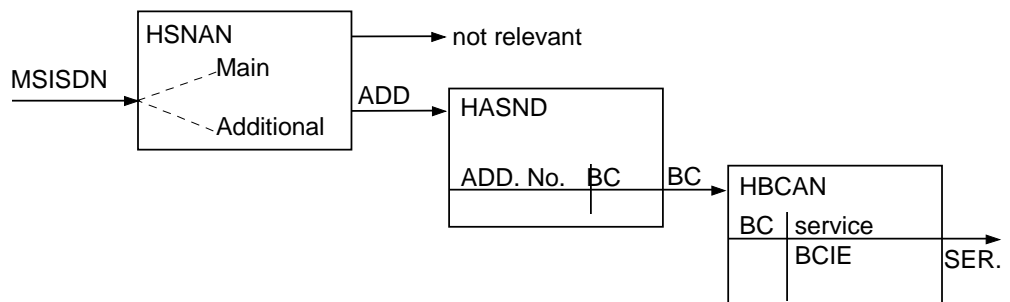 HSNAN
not relevant
Main
MSISDN
ADD
Additional
HASND
ADD. No. BC
BC
HBCAN
BC service
BCIE
SER.